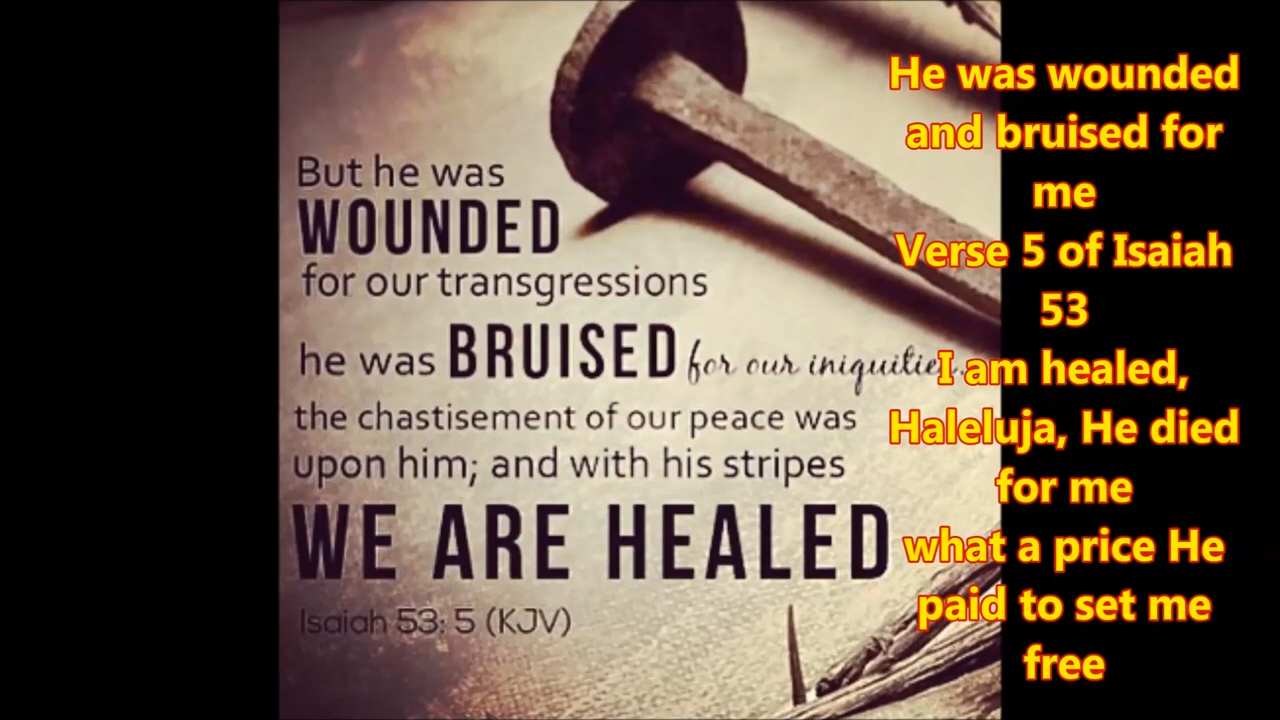 But he was
WOUNDED
for our transgressions
he was BRUISED for our iniquities.
the chastisement of our peace was
upon him; and with his stripes
WE ARE HEALED
Isaiah 53: 5 (KJV)
He was wounded
and bruised for
me
Verse 5 of Isaiah
53
I am healed,
Haleluja, He died
for me
what a price He
paid to set me
free